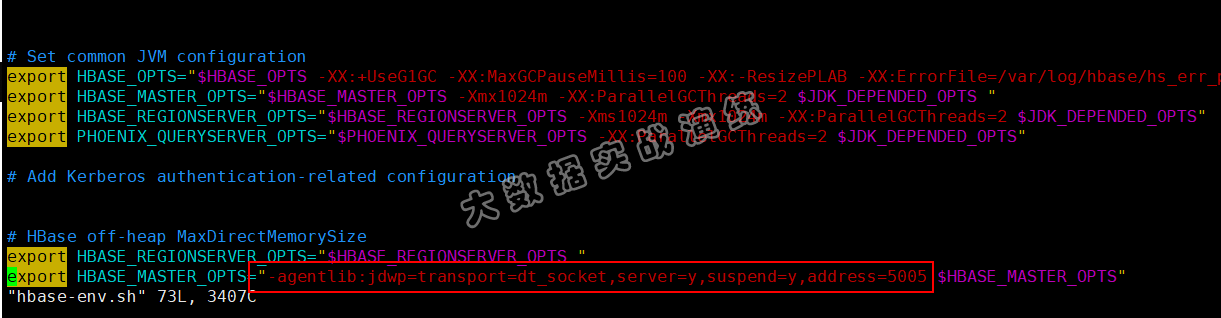 # Set common JVM configuration
export HBASE_OPTS="$HBASE_OPTS -XX:+UseG1GC -XX:MaxGCPauseMillis=100 -XX:-ResizePLAB -XX:ErrorFile=/var/log/hbase/hs_err_p
export HBASE_MASTER_OPTS="$HBASE_MASTER_OPTS -Xmx1024m -XX:ParallelGCThreads=2 $JDK_DEPENDED_OPTS "
export HBASE_REGIONSERVER_OPTS="$HBASE_REGIONSERVER_OPTS -Xms1024m -Xmx1024m -XX:ParallelGCThreads=2 $JDK_DEPENDED_OPTS"
export PHOENIX_QUERYSERVER_OPTS="$PHOENIX_QUERYSERVER_OPTS -XX:ParallelGCThreads=2 $JDK_DEPENDED_OPTS"
# Add Kerberos authentication-related configuration
大数据实战演练
# HBase off-heap MaxDirectMemorySize
export HBASE_REGIONSERVER_OPTS="$HBASE_REGIONSERVER_OPTS "
export HBASE_MASTER_OPTS="-agentlib:jdwp=transport=dt_socket,server=y,suspend=y,address=5005 $HBASE_MASTER_OPTS"
"hbase-env.sh" 73L, 3407C